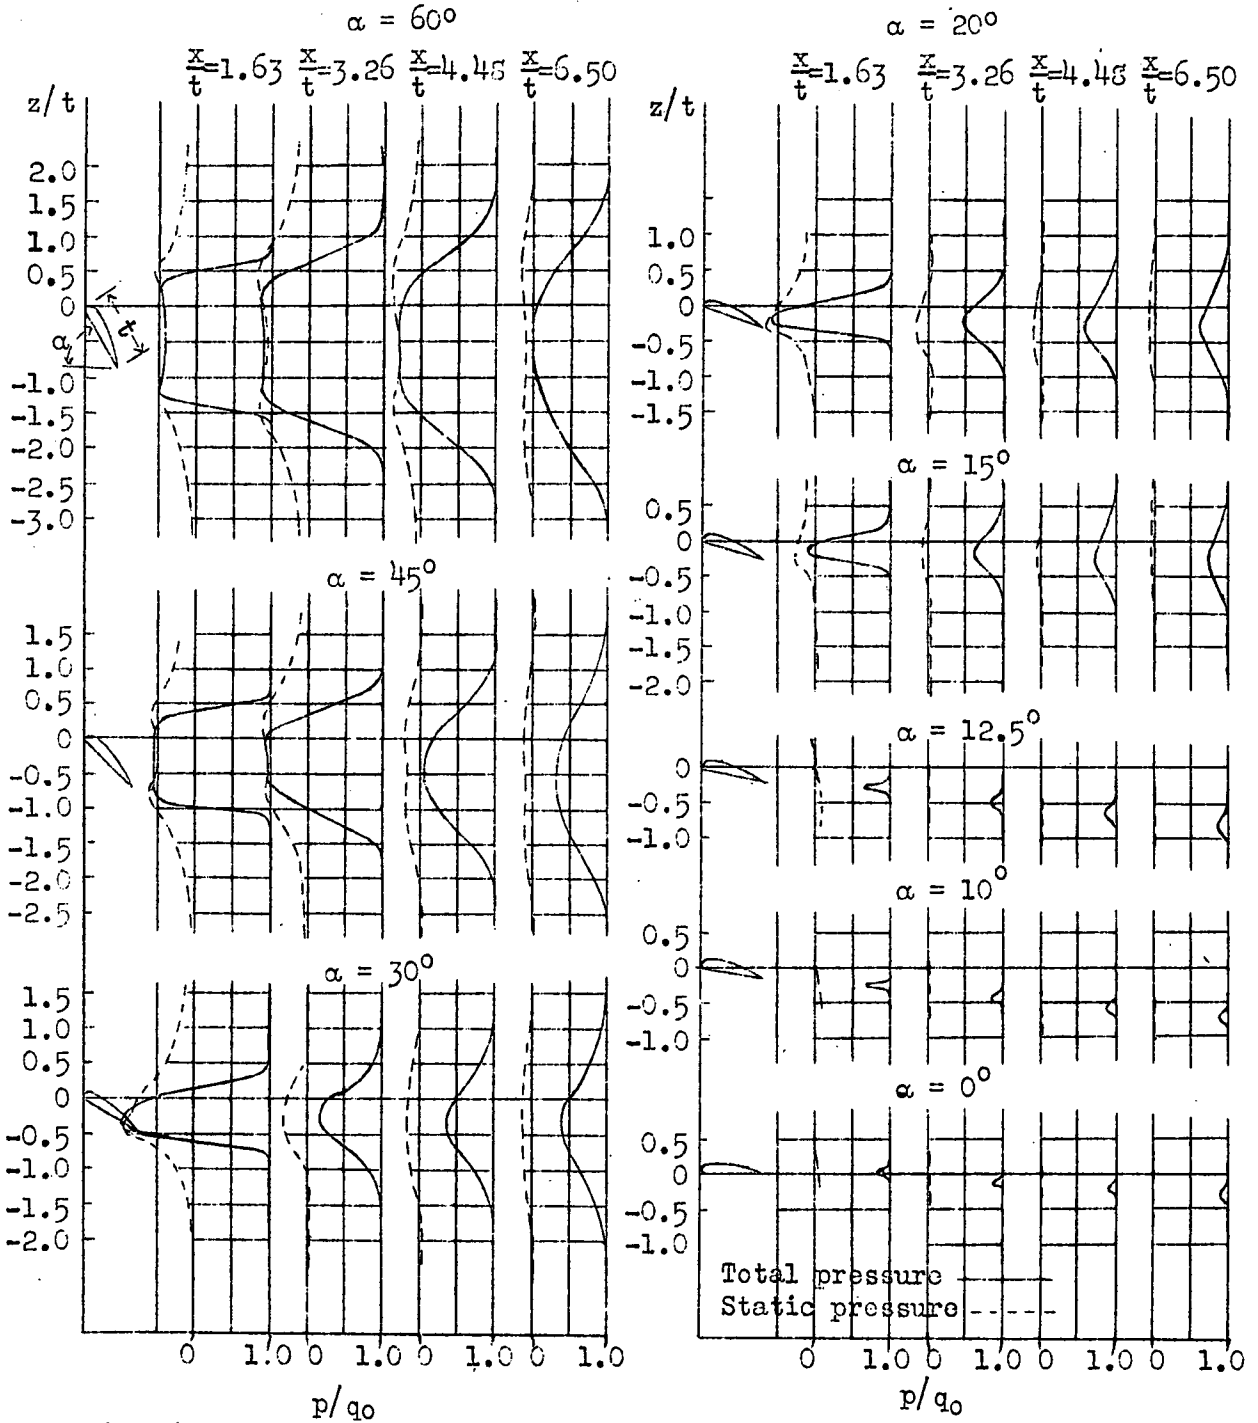 α = 60°
x/t=1.63 x/t=3.26 x/t=4.48 x/t=6.50
z/t
2.0
1.5
1.0
0.5
0
-1.0
-1.5
-2.0
-2.5
-3.0
α
t
α = 45°
1.5
1.0
0.5
0
-0.5
-1.0
-1.5
-2.0
-2.5
α = 30°
1.5
1.0
0.5
0
-0.5
-1.0
-1.5
-2.0
0 1.0 0 1.0 0 1.0 0 1.0
p/q₀
α = 20°
x/t=1.63 x/t=3.26 x/t=4.48 x/t=6.50
z/t
1.0
0.5
0
-0.5
-1.0
-1.5
α = 15°
0.5
0
-0.5
-1.0
-1.5
-2.0
α = 12.5°
0
-0.5
-1.0
α = 10°
0.5
0
-0.5
-1.0
α = 0°
0.5
0
-0.5
-1.0
Total pressure
Static pressure
0 1.0 0 1.0 0 1.0 0 1.0
p/q₀